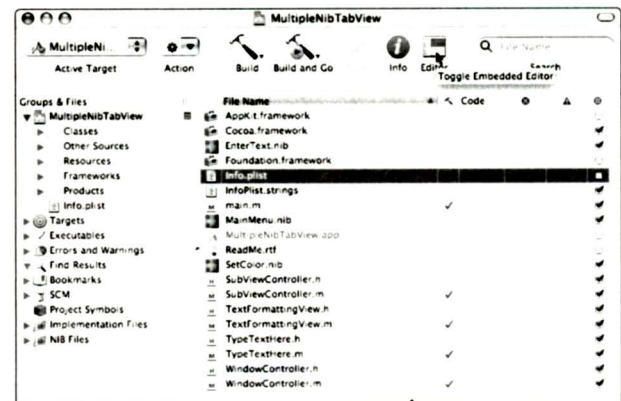 MultipleNibTabView
MultipleNi...
Active Target
Action
Build
Build and Go
Info
Editor
File Name
Search
Toggle Embedded Editor
Groups & Files
MultipleNibTabView
Classes
Other Sources
Resources
Frameworks
Products
Info.plist
Targets
Executables
Errors and Warnings
Find Results
Bookmarks
SCM
Project Symbols
Implementation Files
NIB Files
File Name
Code
AppKit.framework
Cocoa.framework
EnterText.nib
Foundation.framework
Info.plist
InfoPlist.strings
main.m
MainMenu.nib
MultipleNibTabView.app
ReadMe.rtf
SetColor.nib
SubViewController.h
SubViewController.m
TextFormattingView.h
TextFormattingView.m
TypeTextHere.h
TypeTextHere.m
WindowController.h
WindowController.m